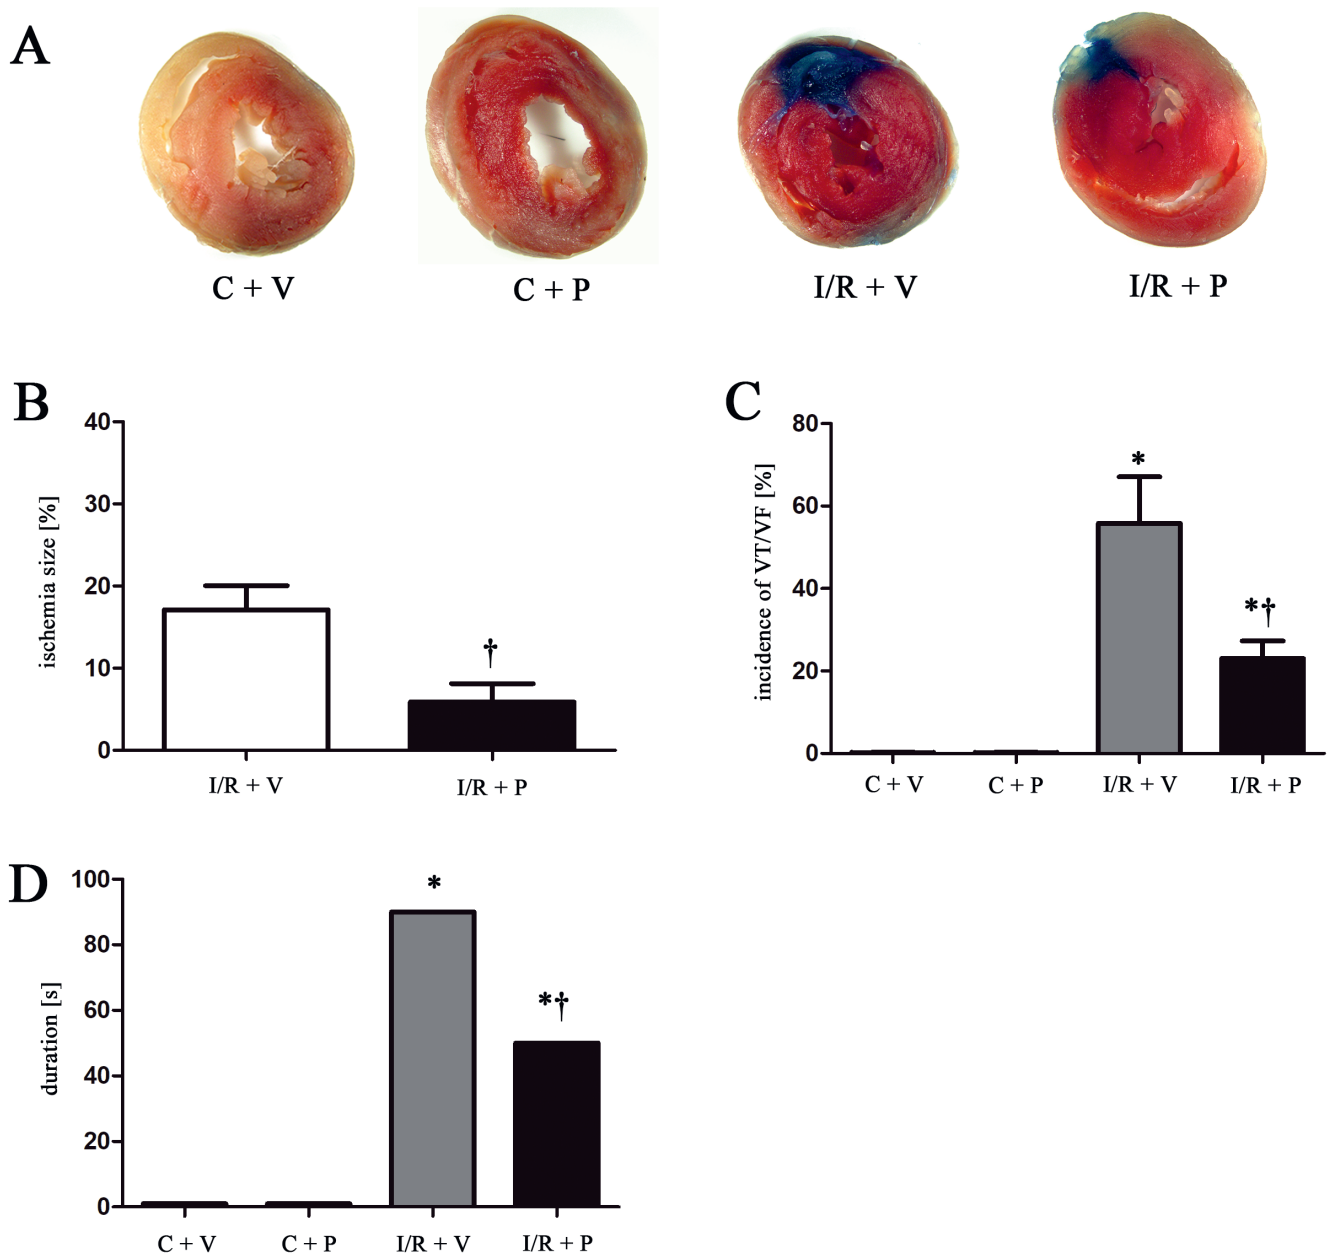 A
C + V
C + P
I/R + V
I/R + P
B
ischemia size [%]
40
30
20
10
0
†
I/R + V
I/R + P
C
incidence of VT/VF [%]
80
60
40
20
0
*
*†
C + V
C + P
I/R + V
I/R + P
D
duration [s]
100
80
60
40
20
0
*
*†
C + V
C + P
I/R + V
I/R + P